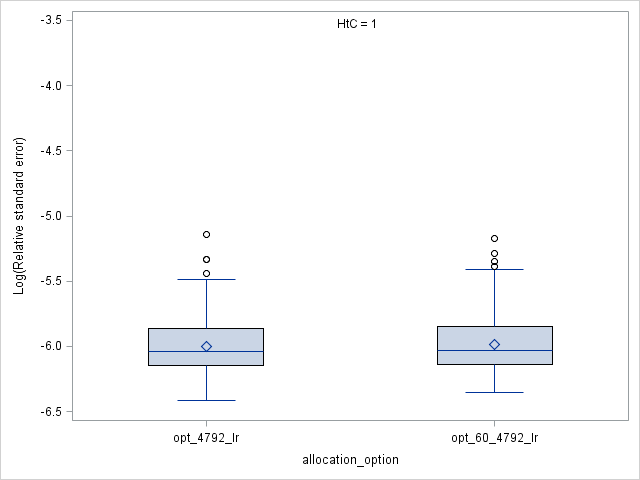 HtC = 1
Log(Relative standard error)
-3.5
-4.0
-4.5
-5.0
-5.5
-6.0
-6.5
opt_4792_lr
opt_60_4792_lr
allocation_option